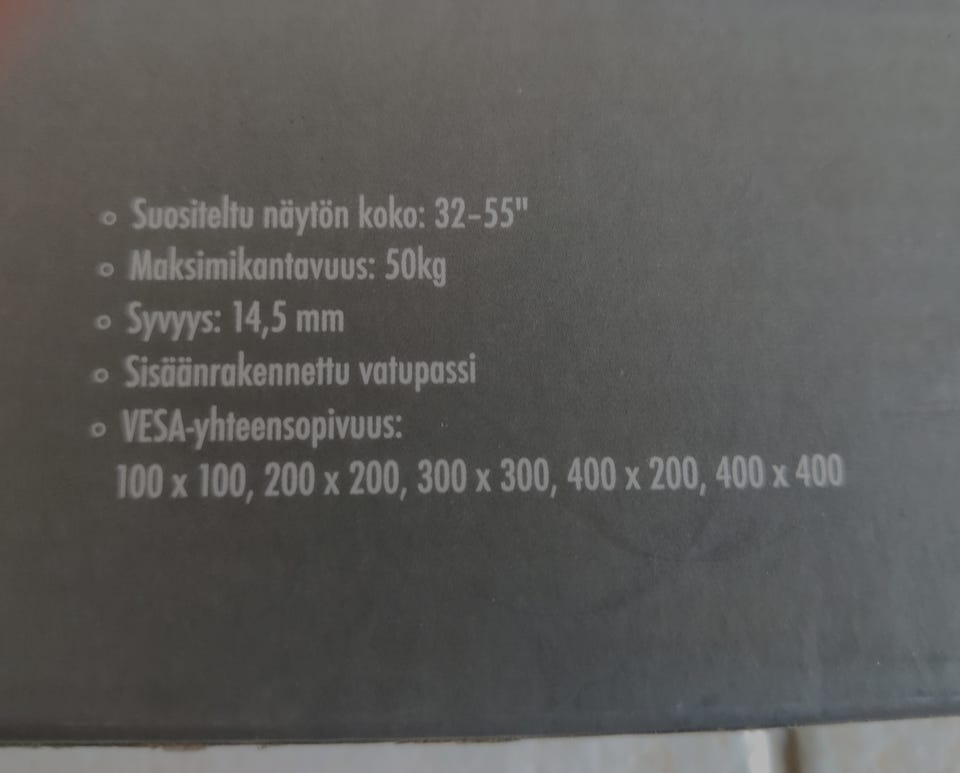 ◦ Suositeltu näytön koko: 32–55"
◦ Maksimikantavuus: 50kg
◦ Syvyys: 14,5 mm
◦ Sisäänrakennettu vatupassi
◦ VESA-yhteensopivuus:
100 x 100, 200 x 200, 300 x 300, 400 x 200, 400 x 400